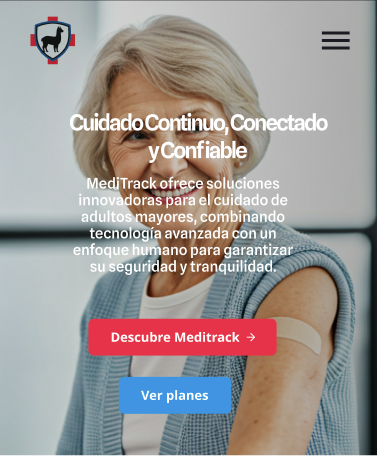 Cuidado Continuo, Conectado
y Confiable
MediTrack ofrece soluciones
innovadoras para el cuidado de
adultos mayores, combinando
tecnología avanzada con un
enfoque humano para garantizar
su seguridad y tranquilidad.
Descubre Meditrack →
Ver planes